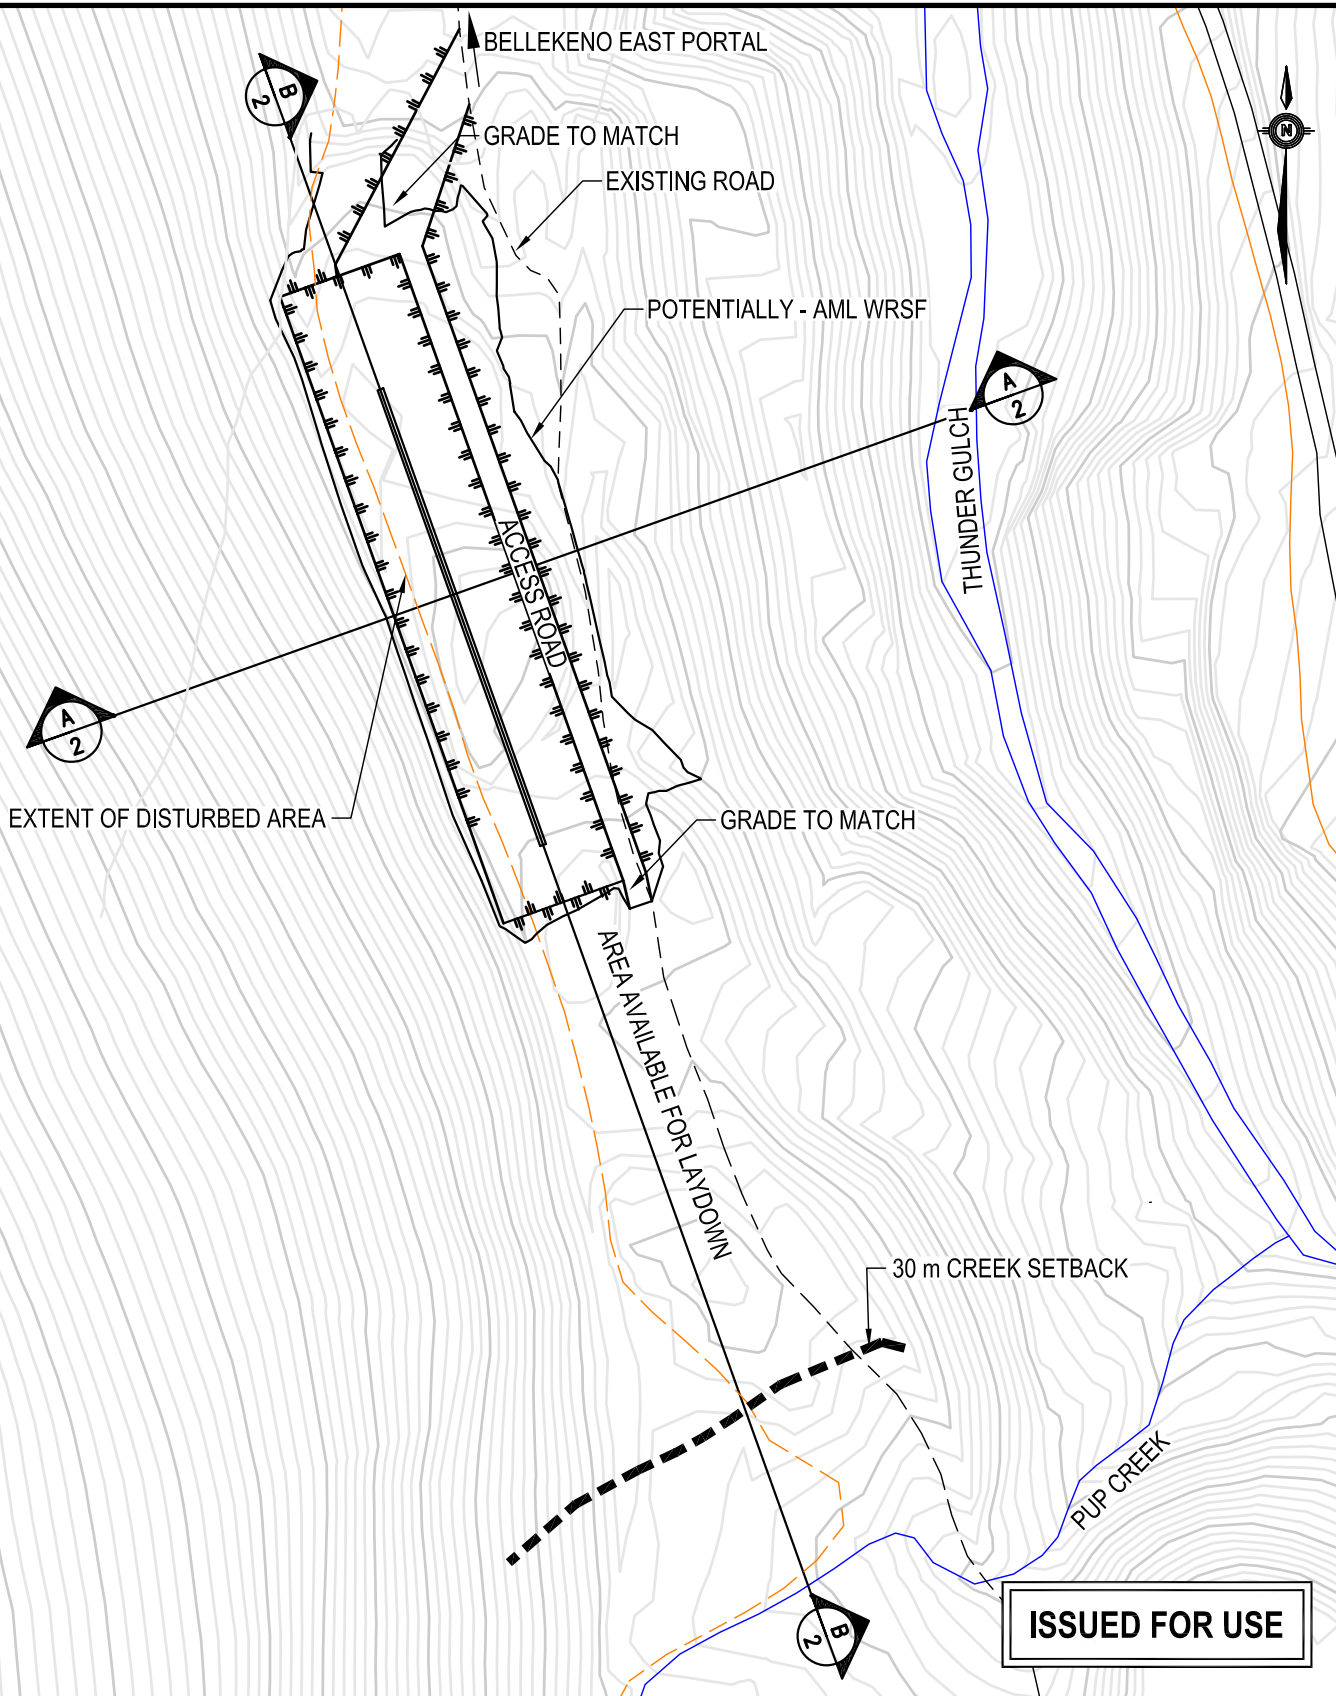 BELLEKENO EAST PORTAL
B
2
GRADE TO MATCH
N
EXISTING ROAD
POTENTIALLY - AML WRSF
A
2
THUNDER GULCH
ACCESS ROAD
A
2
EXTENT OF DISTURBED AREA
GRADE TO MATCH
AREA AVAILABLE FOR LAYDOWN
30 m CREEK SETBACK
PUP CREEK
B
2
ISSUED FOR USE